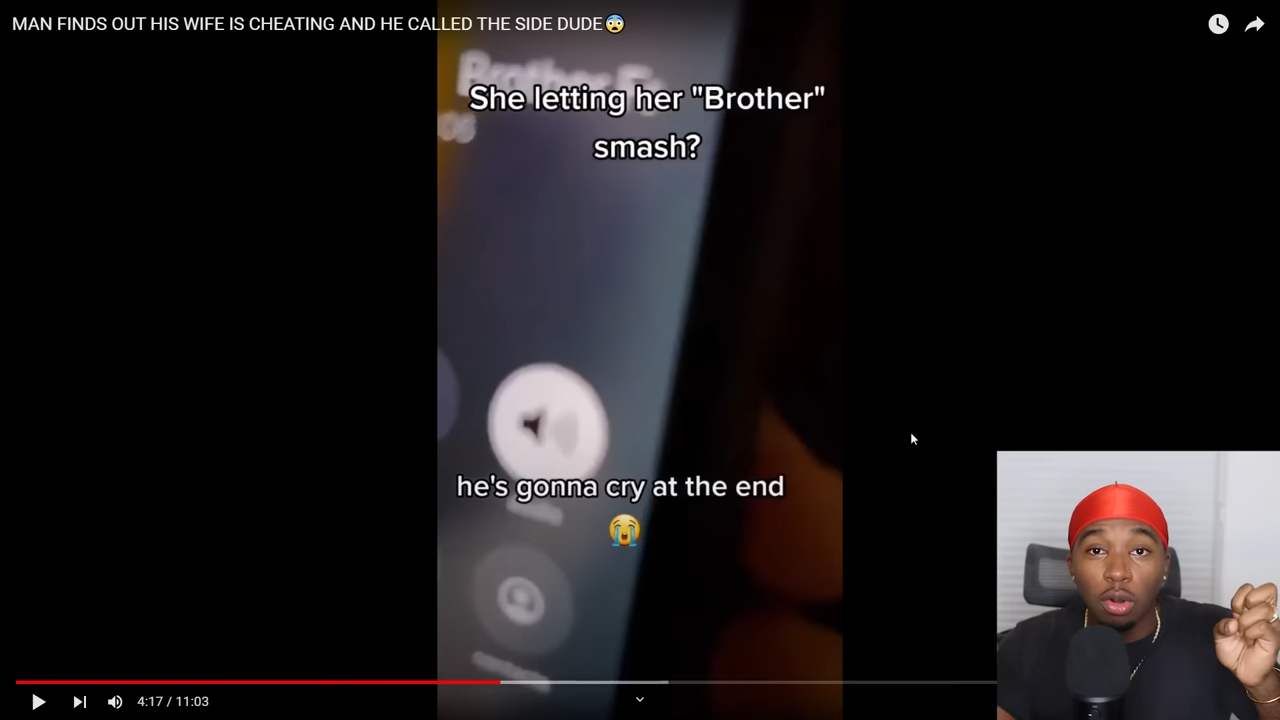 MAN FINDS OUT HIS WIFE IS CHEATING AND HE CALLED THE SIDE DUDE😨
Brother
She letting her "Brother"
smash?
he's gonna cry at the end
😭
4:17 / 11:03